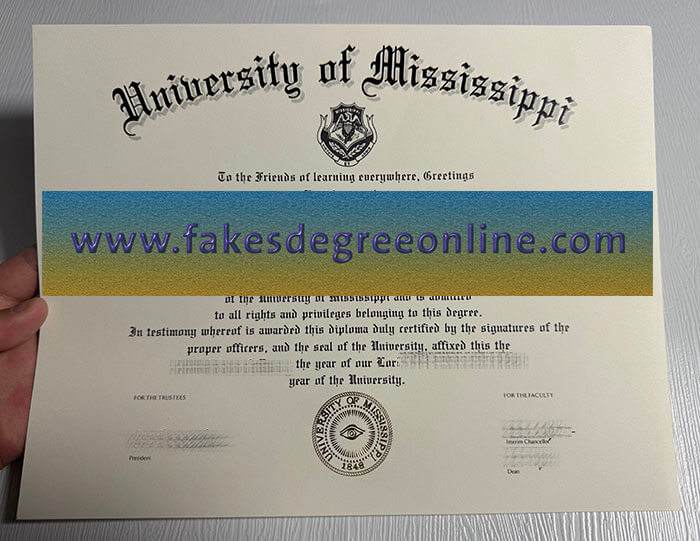 University of Mississippi
To the Friends of learning everywhere, Greetings
www.fakesdegreeonline.com
of the University of Mississippi and is admitted
to all rights and privileges belonging to this degree.
In testimony whereof is awarded this diploma duly certified by the signatures of the
proper officers, and the seal of the University, affixed this the
the year of our Lor
year of the University.
FOR THE TRUSTEES
FOR THE FACULTY
UNIVERSITY OF MISSISSIPPI
1848
President
Interim Chancellor
Dean